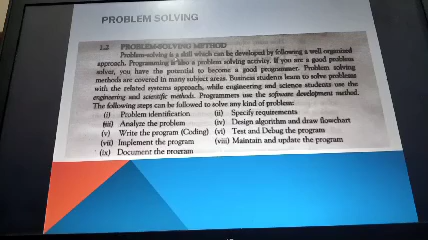 PROBLEM SOLVING
1.2 PROBLEM-SOLVING METHOD
Problem-solving is a skill which can be developed by following a well organized
approach. Programming is also a problem solving activity. If you are a good problem
solver, you have the potential to become a good programmer. Problem solving
methods are covered in many subject areas. Business students learn to solve problems
with the related systems approach, while engineering and science students use the
engineering and scientific methods. Programmers use the software development method.
The following steps can be followed to solve any kind of problem:
(i) Problem identification (ii) Specify requirements
(iii) Analyze the problem (iv) Design algorithm and draw flowchart
(v) Write the program (Coding) (vi) Test and Debug the program
(vii) Implement the program (viii) Maintain and update the program
(ix) Document the program